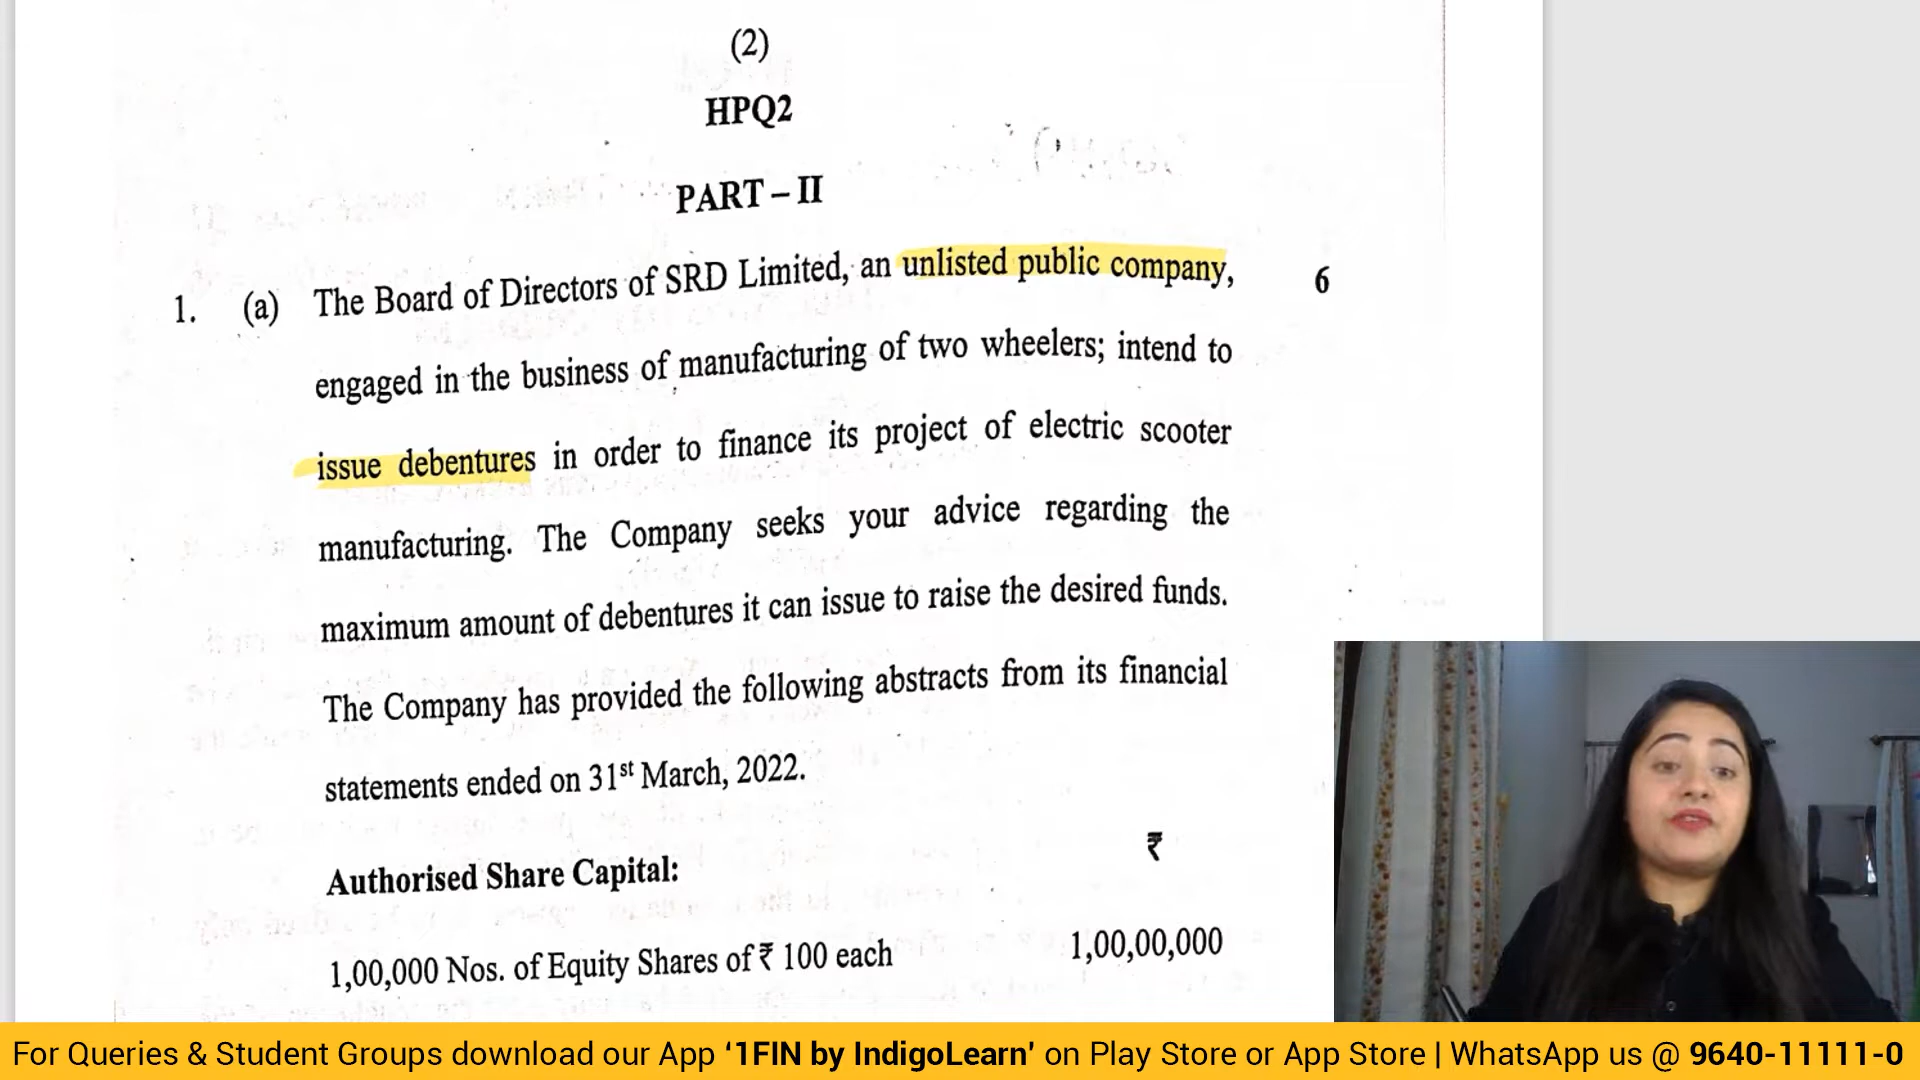 (2)
HPQ2
PART – II
1. (a) The Board of Directors of SRD Limited, an unlisted public company, 6
engaged in the business of manufacturing of two wheelers; intend to
issue debentures in order to finance its project of electric scooter
manufacturing. The Company seeks your advice regarding the
maximum amount of debentures it can issue to raise the desired funds.
The Company has provided the following abstracts from its financial
statements ended on 31st March, 2022.
₹
Authorised Share Capital:
1,00,000 Nos. of Equity Shares of ₹ 100 each 1,00,00,000
For Queries & Student Groups download our App ‘1FIN by IndigoLearn’ on Play Store or App Store | WhatsApp us @ 9640-11111-0